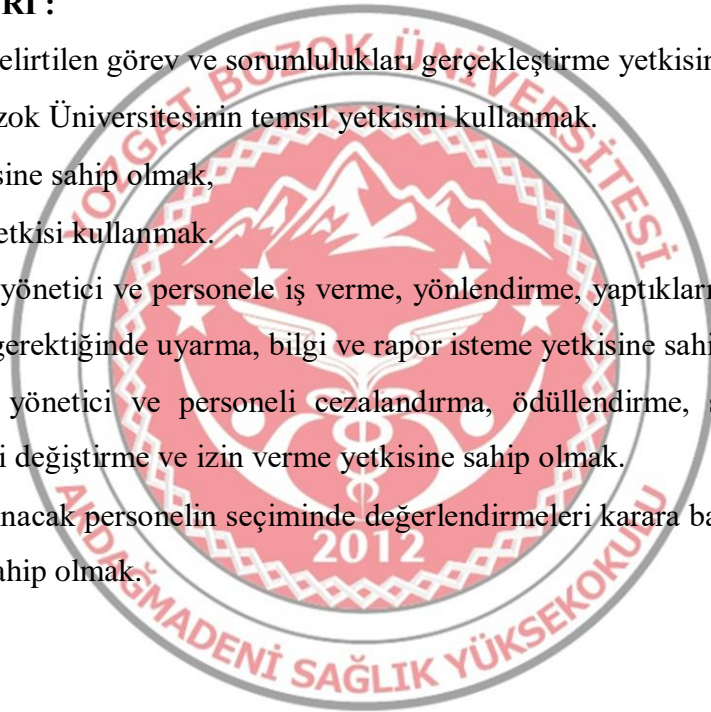 RI :
elirtilen görev ve sorumlulukları gerçekleştirme yetkisin
zok Üniversitesinin temsil yetkisini kullanmak.
sine sahip olmak,
etkisi kullanmak.
yönetici ve personele iş verme, yönlendirme, yaptıkların
gerektiğinde uyarma, bilgi ve rapor isteme yetkisine sahi
yönetici ve personeli cezalandırma, ödüllendirme, s
i değiştirme ve izin verme yetkisine sahip olmak.
nacak personelin seçiminde değerlendirmeleri karara ba
ahip olmak.
YOZGAT BOZOK ÜNİVERSİTESİ
2012
AKDAĞMADENİ SAĞLIK YÜKSEKOKULU